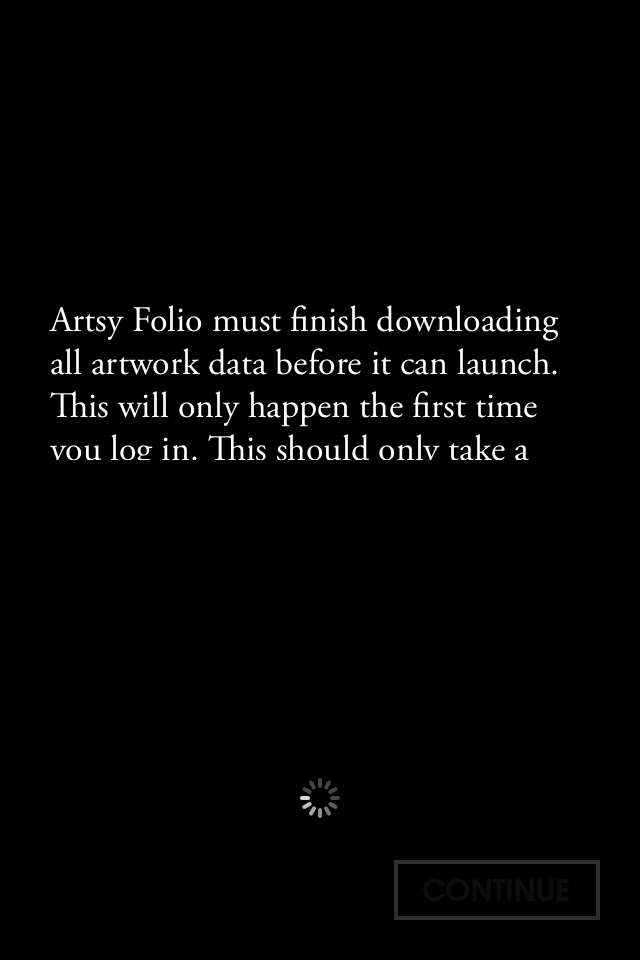 Artsy Folio must finish downloading
all artwork data before it can launch.
This will only happen the first time
you log in. This should only take a
CONTINUE